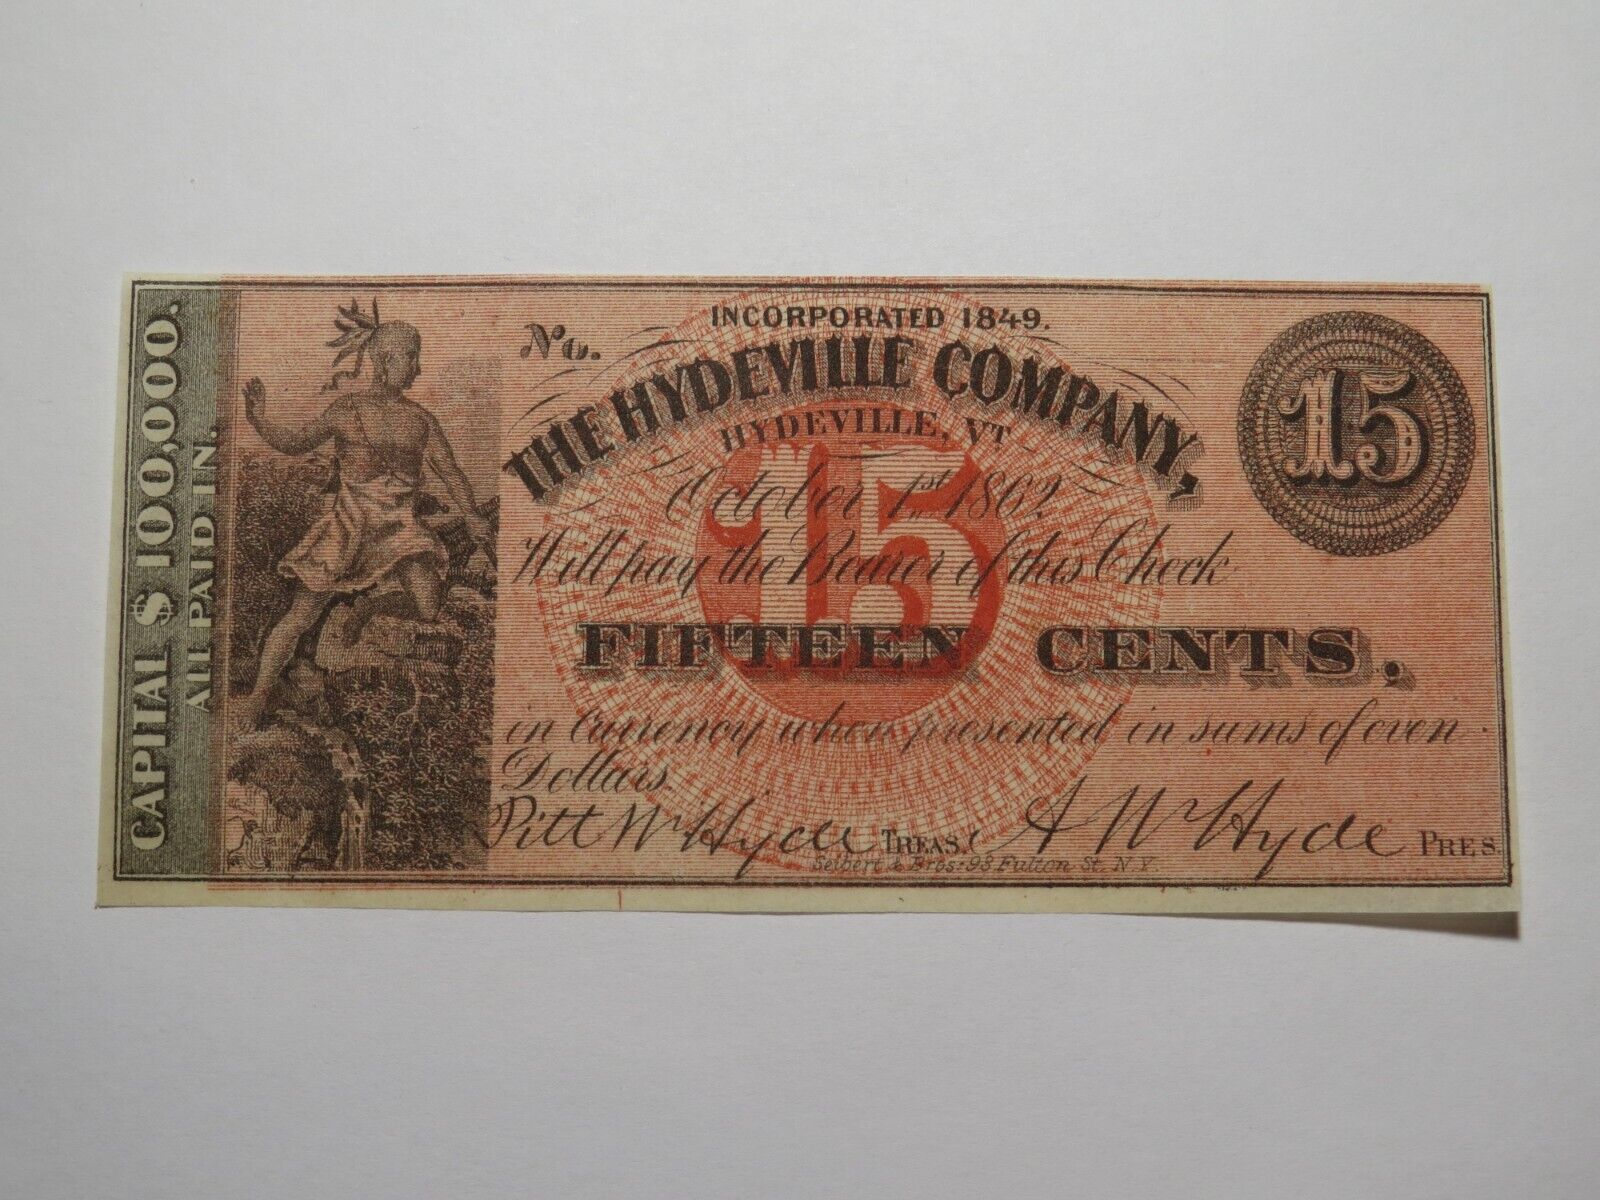 CAPITAL $ 100,000.
ALL PAID IN.
No.
INCORPORATED 1849.
THE HYDEVILLE COMPANY,
HYDEVILLE, VT
15
October 1st 1862
15
Will pay the Bearer of this Check
FIFTEEN CENTS,
in Currency when presented in sums of even
Dollars.
Pitt W Hyde TREAS. A W Hyde PRES.
Seibert & Bros: 93 Fulton St. N.Y.